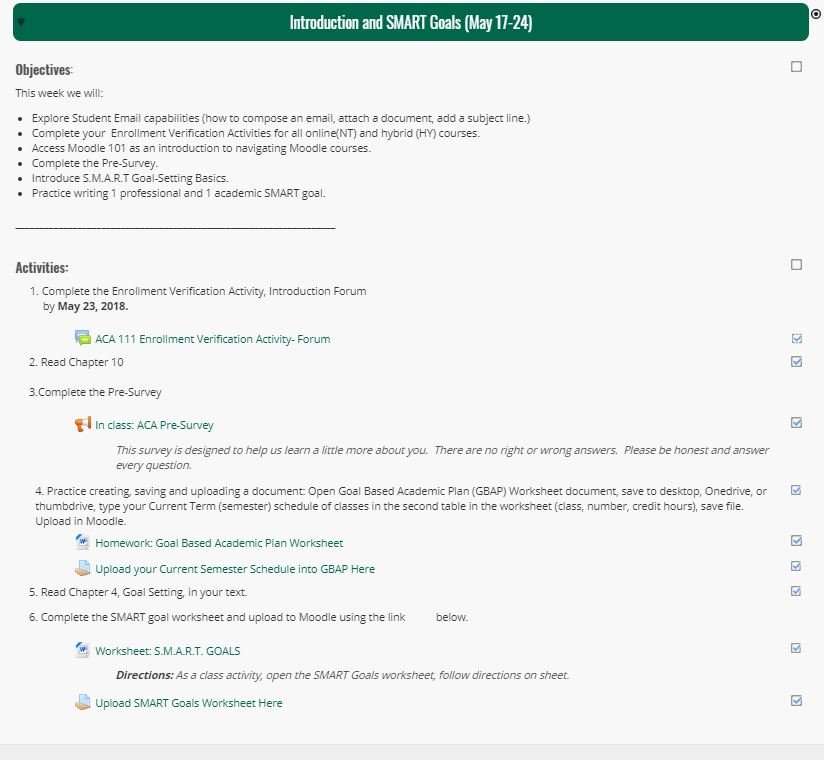 Introduction and SMART Goals (May 17-24)
Objectives:
This week we will:
Explore Student Email capabilities (how to compose an email, attach a document, add a subject line.)
Complete your  Enrollment Verification Activities for all online(NT) and hybrid (HY) courses.
Access Moodle 101 as an introduction to navigating Moodle courses.
Complete the Pre-Survey.
Introduce S.M.A.R.T Goal-Setting Basics.
Practice writing 1 professional and 1 academic SMART goal.
Activities:
1. Complete the Enrollment Verification Activity, Introduction Forum
by May 23, 2018.
ACA 111 Enrollment Verification Activity- Forum
2. Read Chapter 10
3.Complete the Pre-Survey
In class: ACA Pre-Survey
This survey is designed to help us learn a little more about you.  There are no right or wrong answers.  Please be honest and answer
every question.
4. Practice creating, saving and uploading a document: Open Goal Based Academic Plan (GBAP) Worksheet document, save to desktop, Onedrive, or
thumbdrive, type your Current Term (semester) schedule of classes in the second table in the worksheet (class, number, credit hours), save file.
Upload in Moodle.
Homework: Goal Based Academic Plan Worksheet
Upload your Current Semester Schedule into GBAP Here
5. Read Chapter 4, Goal Setting, in your text.
6. Complete the SMART goal worksheet and upload to Moodle using the link below.
Worksheet: S.M.A.R.T. GOALS
Directions: As a class activity, open the SMART Goals worksheet, follow directions on sheet.
Upload SMART Goals Worksheet Here